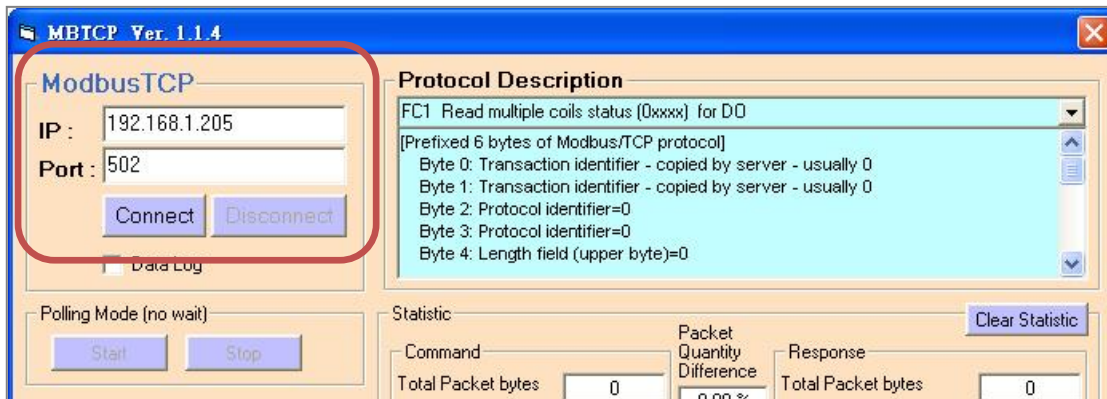 MBTCP Ver. 1.1.4
ModbusTCP
IP :
192.168.1.205
Port :
502
Connect
Disconnect
Data Log
Protocol Description
FC1 Read multiple coils status (0xxxx) for DO
[Prefixed 6 bytes of Modbus/TCP protocol]
Byte 0: Transaction identifier - copied by server - usually 0
Byte 1: Transaction identifier - copied by server - usually 0
Byte 2: Protocol identifier=0
Byte 3: Protocol identifier=0
Byte 4: Length field (upper byte)=0
Polling Mode (no wait)
Start
Stop
Statistic
Clear Statistic
Command
Total Packet bytes
0
Packet
Quantity
Difference
0.00 %
Response
Total Packet bytes
0